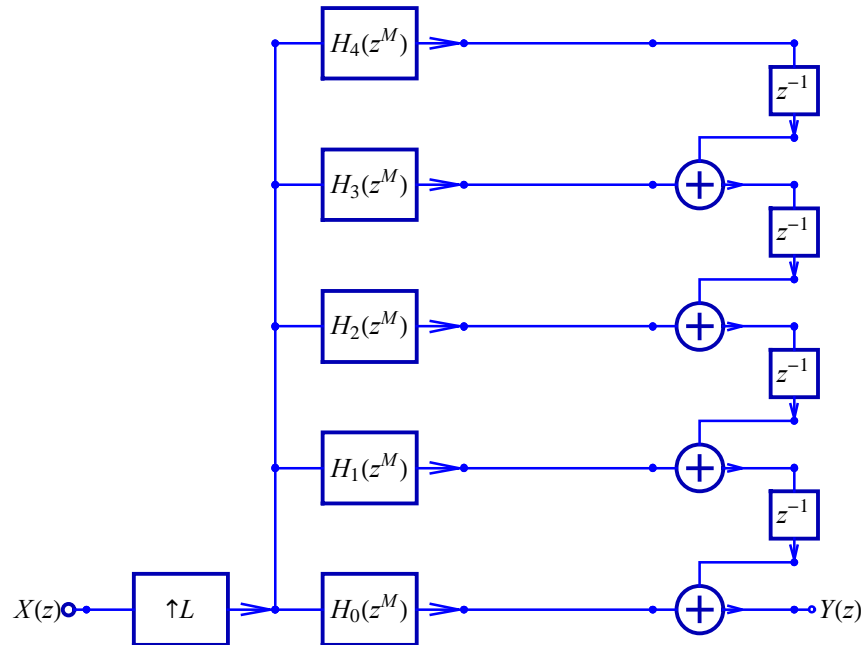 H₄(z^M)
z⁻¹
H₃(z^M)
z⁻¹
H₂(z^M)
z⁻¹
H₁(z^M)
z⁻¹
X(z) ↑L H₀(z^M) Y(z)